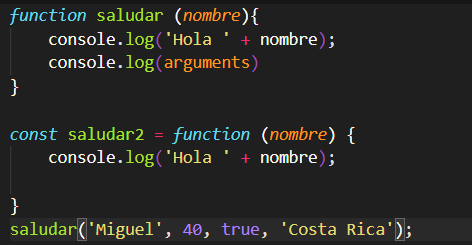 function saludar (nombre){
    console.log('Hola ' + nombre);
    console.log(arguments)
}
const saludar2 = function (nombre) {
    console.log('Hola ' + nombre);
}
saludar('Miguel', 40, true, 'Costa Rica');